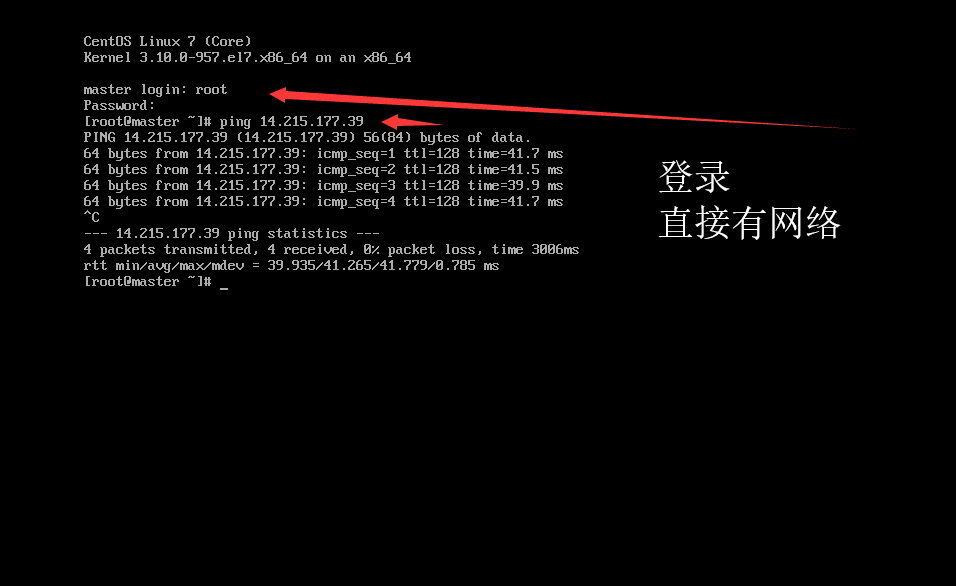 CentOS Linux 7 (Core)
Kernel 3.10.0-957.el7.x86_64 on an x86_64
master login: root
Password:
[root@master ~]# ping 14.215.177.39
PING 14.215.177.39 (14.215.177.39) 56(84) bytes of data.
64 bytes from 14.215.177.39: icmp_seq=1 ttl=128 time=41.7 ms
64 bytes from 14.215.177.39: icmp_seq=2 ttl=128 time=41.5 ms
64 bytes from 14.215.177.39: icmp_seq=3 ttl=128 time=39.9 ms
64 bytes from 14.215.177.39: icmp_seq=4 ttl=128 time=41.7 ms
^C
--- 14.215.177.39 ping statistics ---
4 packets transmitted, 4 received, 0% packet loss, time 3006ms
rtt min/avg/max/mdev = 39.935/41.265/41.779/0.785 ms
[root@master ~]# _
登录
直接有网络